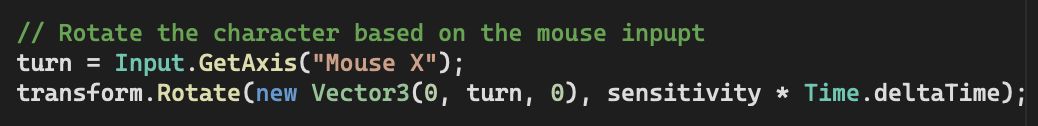 // Rotate the character based on the mouse inpupt
turn = Input.GetAxis("Mouse X");
transform.Rotate(new Vector3(0, turn, 0), sensitivity * Time.deltaTime);